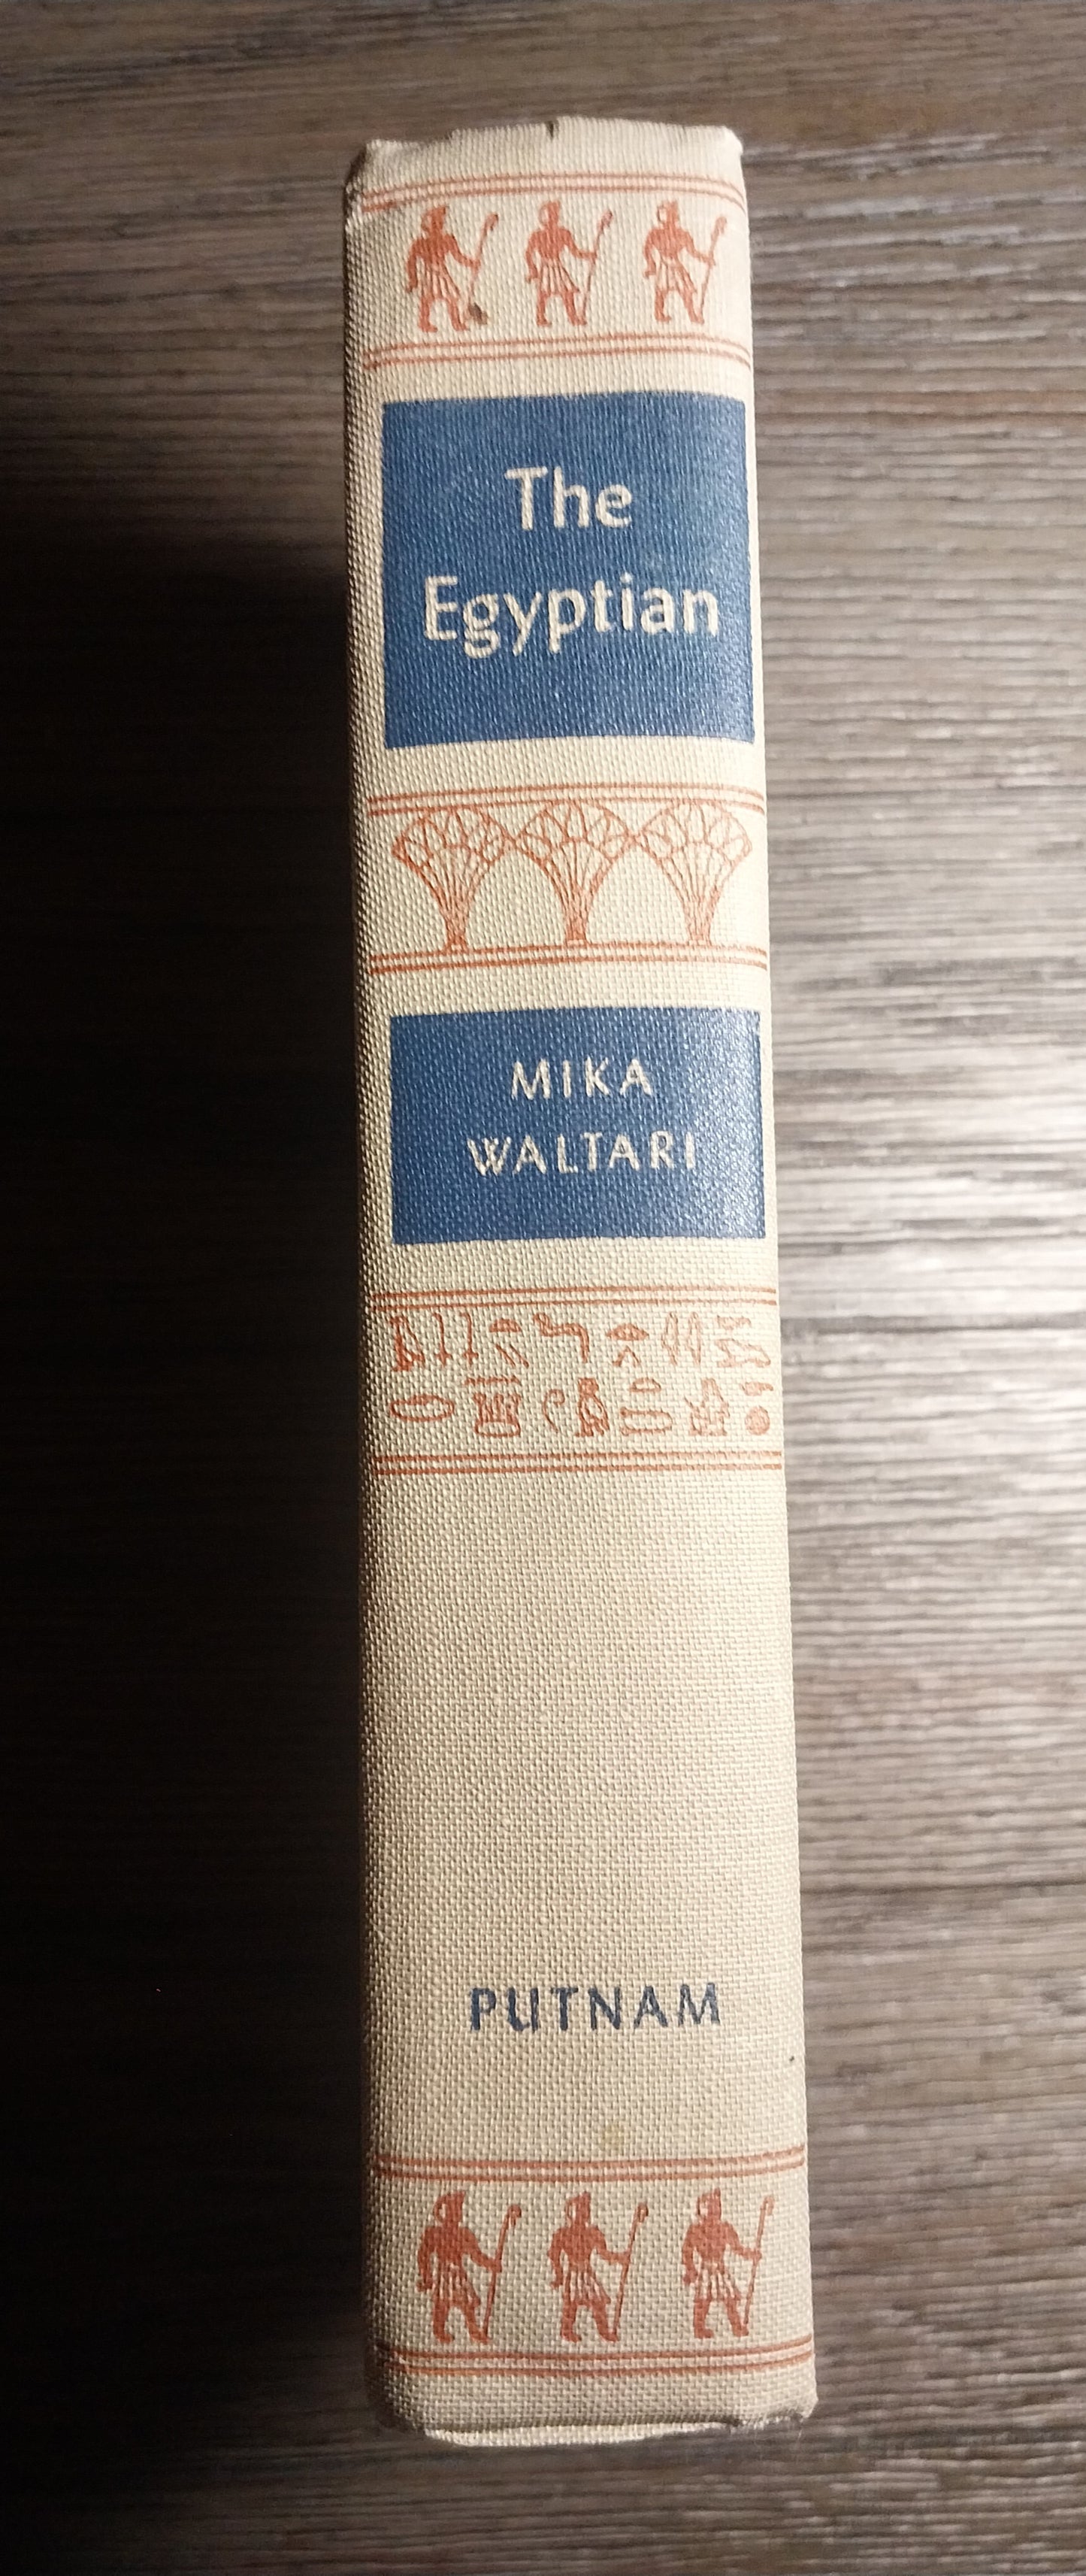 The
Egyptian
MIKA
WALTARI
PUTNAM